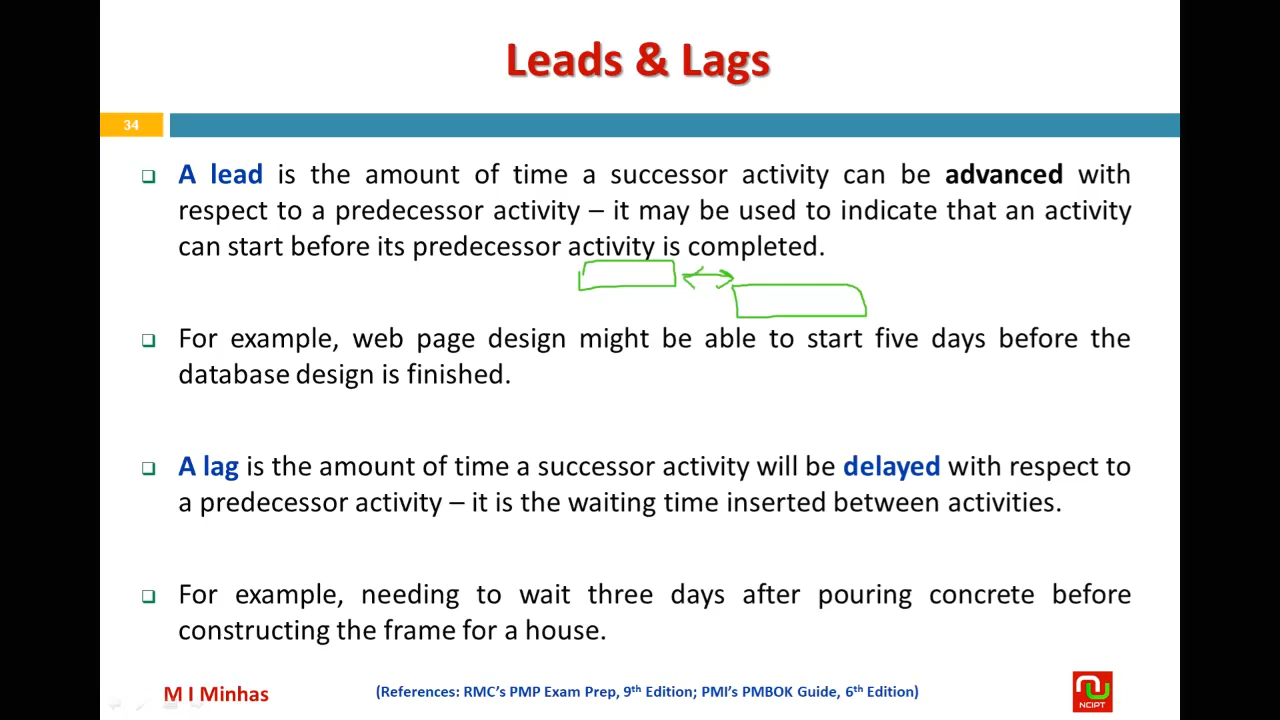 Leads & Lags
34
A lead is the amount of time a successor activity can be advanced with
respect to a predecessor activity – it may be used to indicate that an activity
can start before its predecessor activity is completed.
For example, web page design might be able to start five days before the
database design is finished.
A lag is the amount of time a successor activity will be delayed with respect to
a predecessor activity – it is the waiting time inserted between activities.
For example, needing to wait three days after pouring concrete before
constructing the frame for a house.
M I Minhas
(References: RMC's PMP Exam Prep, 9th Edition; PMI's PMBOK Guide, 6th Edition)
NCIPT